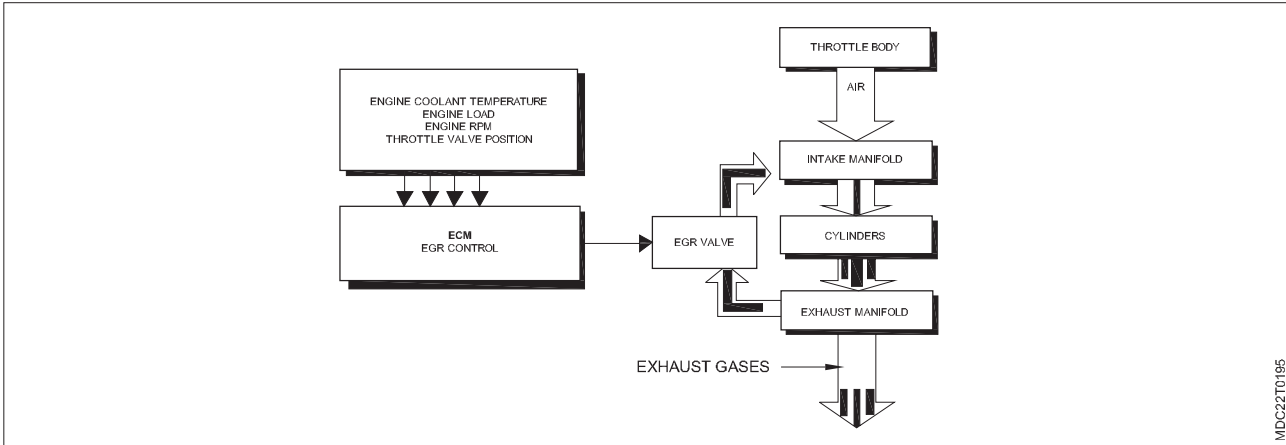 THROTTLE BODY
AIR
ENGINE COOLANT TEMPERATURE
ENGINE LOAD
ENGINE RPM
THROTTLE VALVE POSITION
INTAKE MANIFOLD
ECM
EGR CONTROL
EGR VALVE
CYLINDERS
EXHAUST MANIFOLD
EXHAUST GASES
MDC22T0195